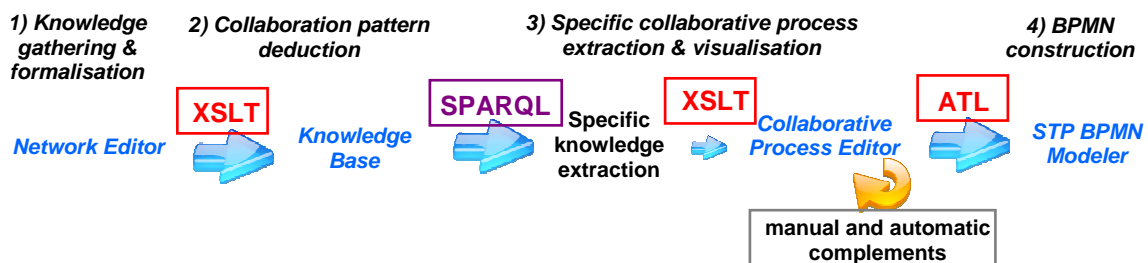 1) Knowledge
gathering &
formalisation
2) Collaboration pattern
deduction
3) Specific collaborative process
extraction & visualisation
4) BPMN
construction
XSLT
SPARQL
XSLT
ATL
Network Editor
Knowledge
Base
Specific
knowledge
extraction
Collaborative
Process Editor
STP BPMN
Modeler
manual and automatic
complements